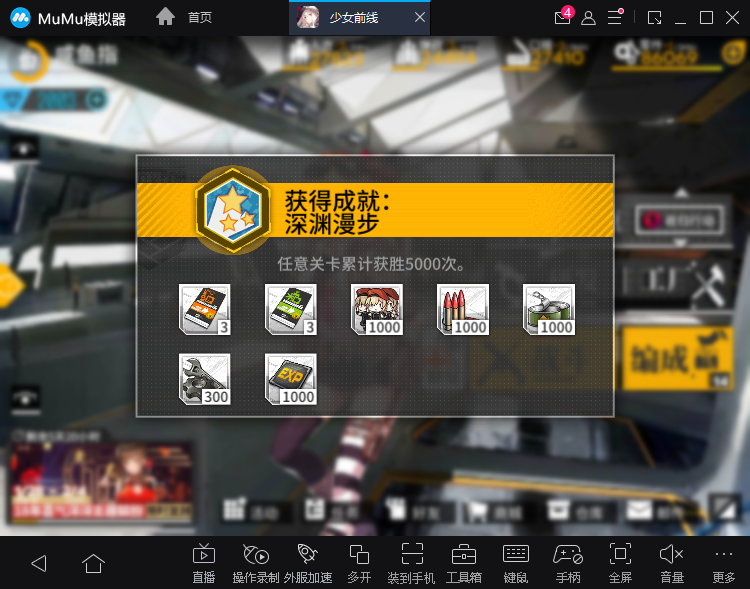 MuMu模拟器
首页
少女前线
4
获得成就:
深渊漫步
任意关卡累计获胜5000次。
3
3
1000
1000
1000
300
EXP
1000
编成
直播
操作录制
外服加速
多开
装到手机
工具箱
键鼠
手柄
全屏
音量
更多